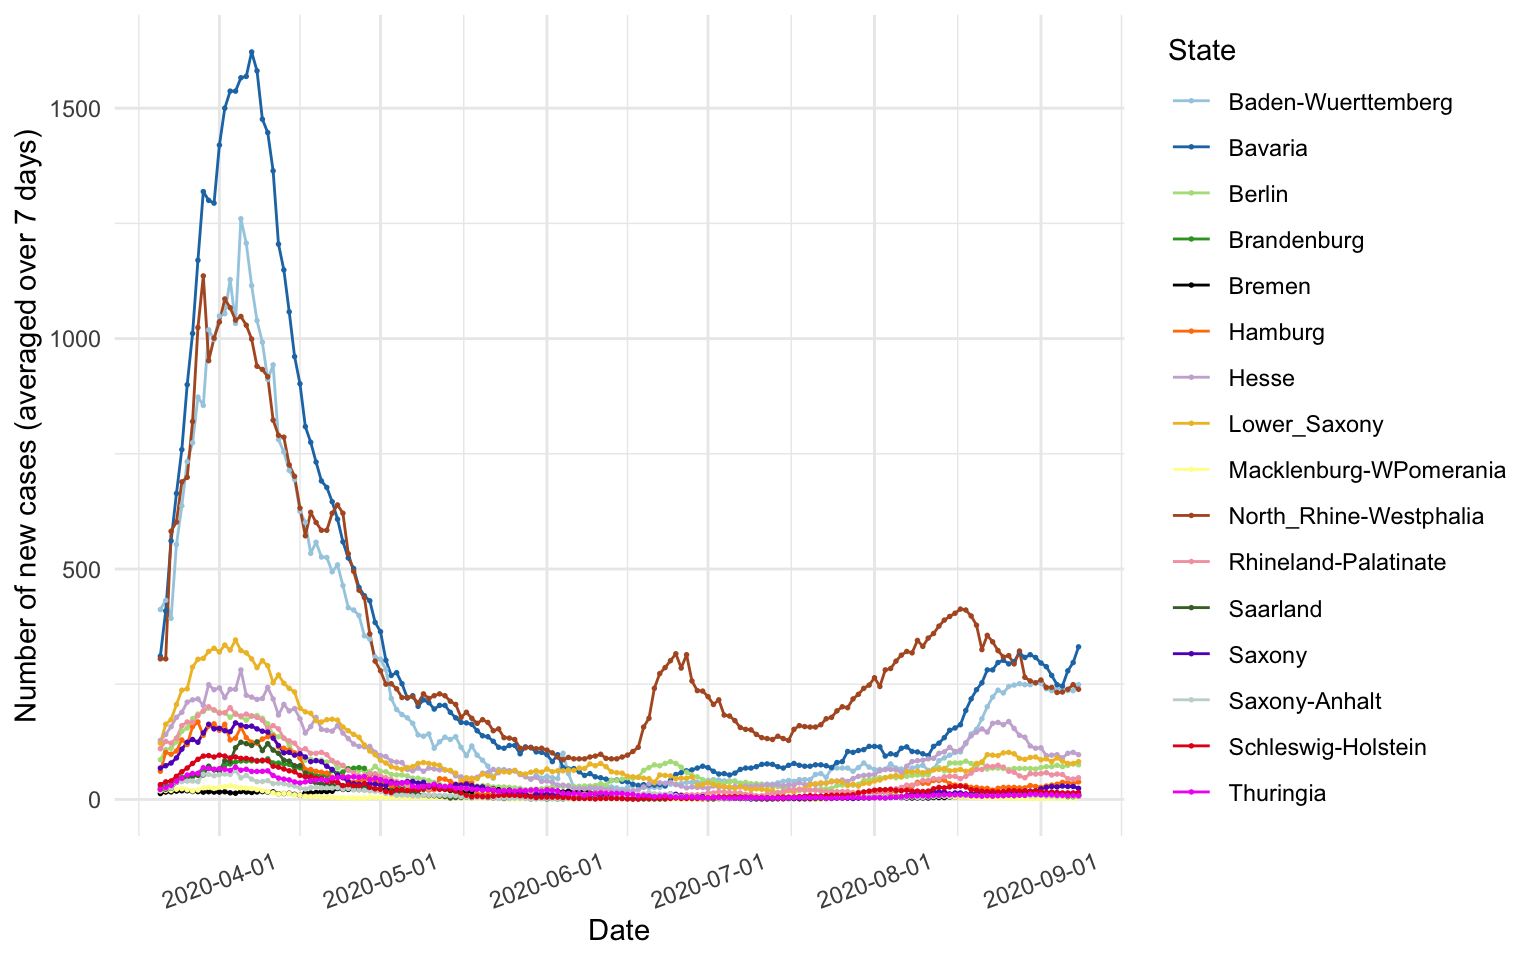 1500
1000
500
0
Number of new cases (averaged over 7 days)
2020-04-01
2020-05-01
2020-06-01
2020-07-01
2020-08-01
2020-09-01
Date
State
Baden-Wuerttemberg
Bavaria
Berlin
Brandenburg
Bremen
Hamburg
Hesse
Lower_Saxony
Macklenburg-WPomerania
North_Rhine-Westphalia
Rhineland-Palatinate
Saarland
Saxony
Saxony-Anhalt
Schleswig-Holstein
Thuringia